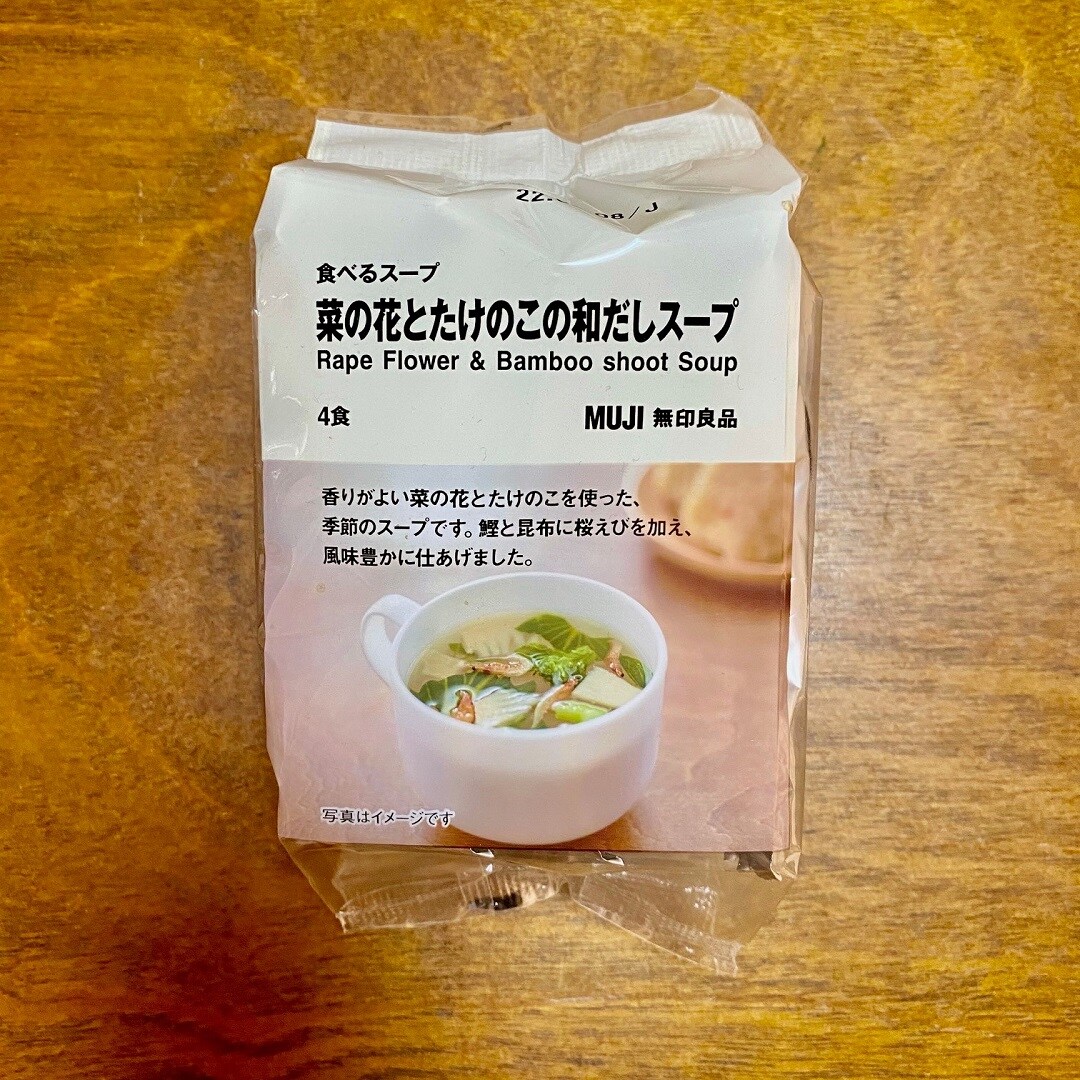 食べるスープ
菜の花とたけのこの和だしスープ
Rape Flower & Bamboo shoot Soup
4食 MUJI 無印良品
香りがよい菜の花とたけのこを使った、
季節のスープです。鰹と昆布に桜えびを加え、
風味豊かに仕あげました。
写真はイメージです